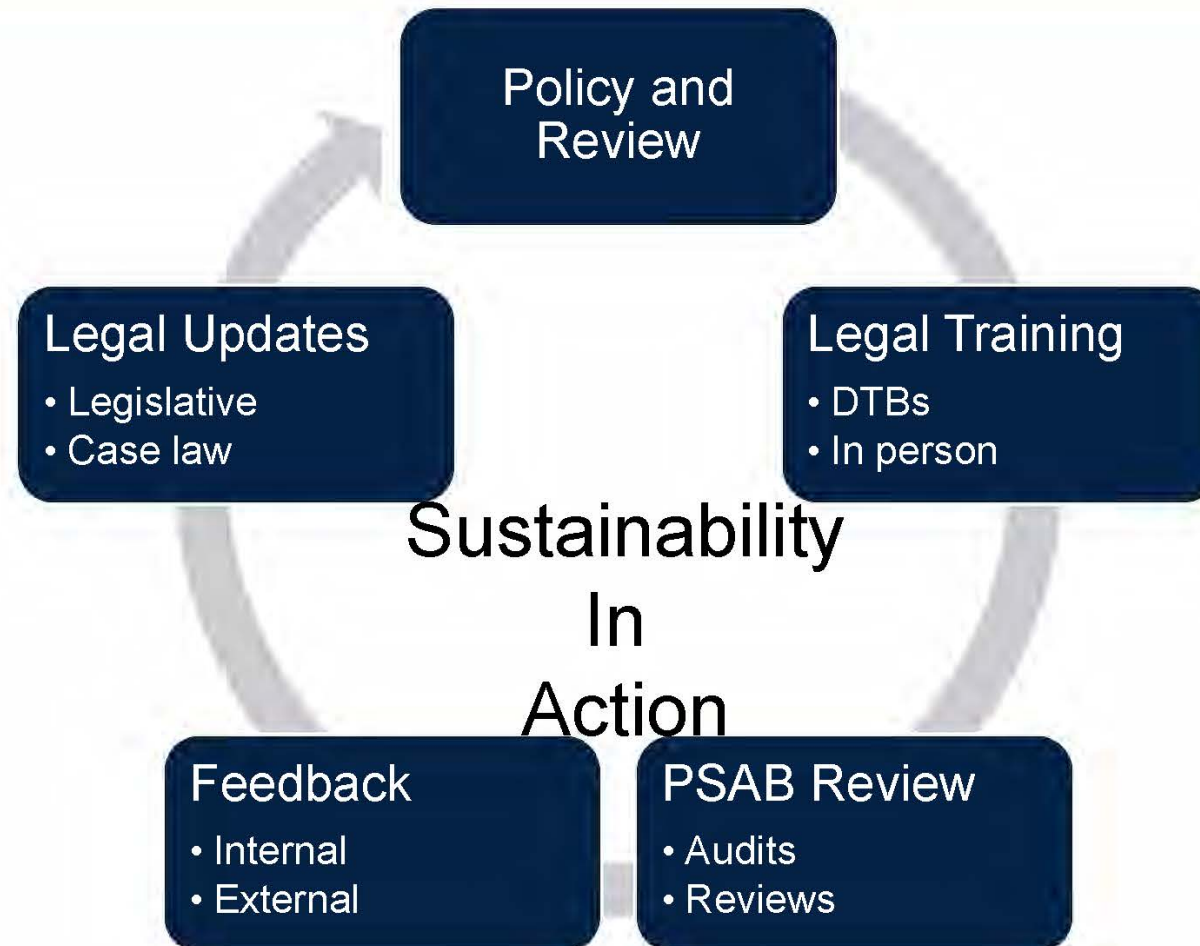 Policy and
Review
Legal Training
• DTBs
• In person
PSAB Review
• Audits
• Reviews
Feedback
• Internal
• External
Legal Updates
• Legislative
• Case law
Sustainability
In
Action